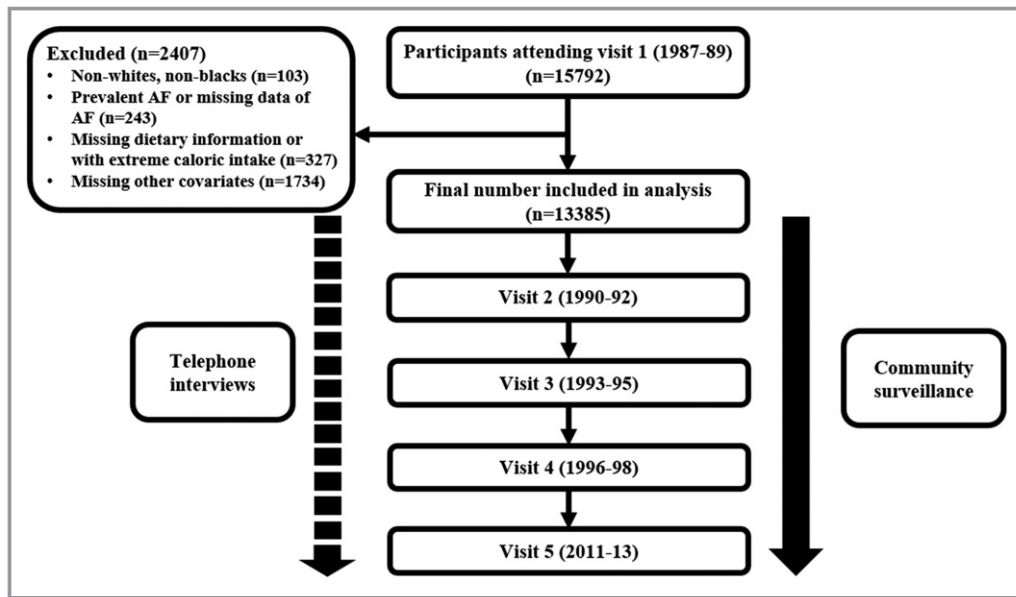 Excluded (n=2407)
• Non-whites, non-blacks (n=103)
• Prevalent AF or missing data of
AF (n=243)
• Missing dietary information or
with extreme caloric intake (n=327)
• Missing other covariates (n=1734)
Participants attending visit 1 (1987-89)
(n=15792)
Final number included in analysis
(n=13385)
Visit 2 (1990-92)
Visit 3 (1993-95)
Visit 4 (1996-98)
Visit 5 (2011-13)
Telephone
interviews
Community
surveillance